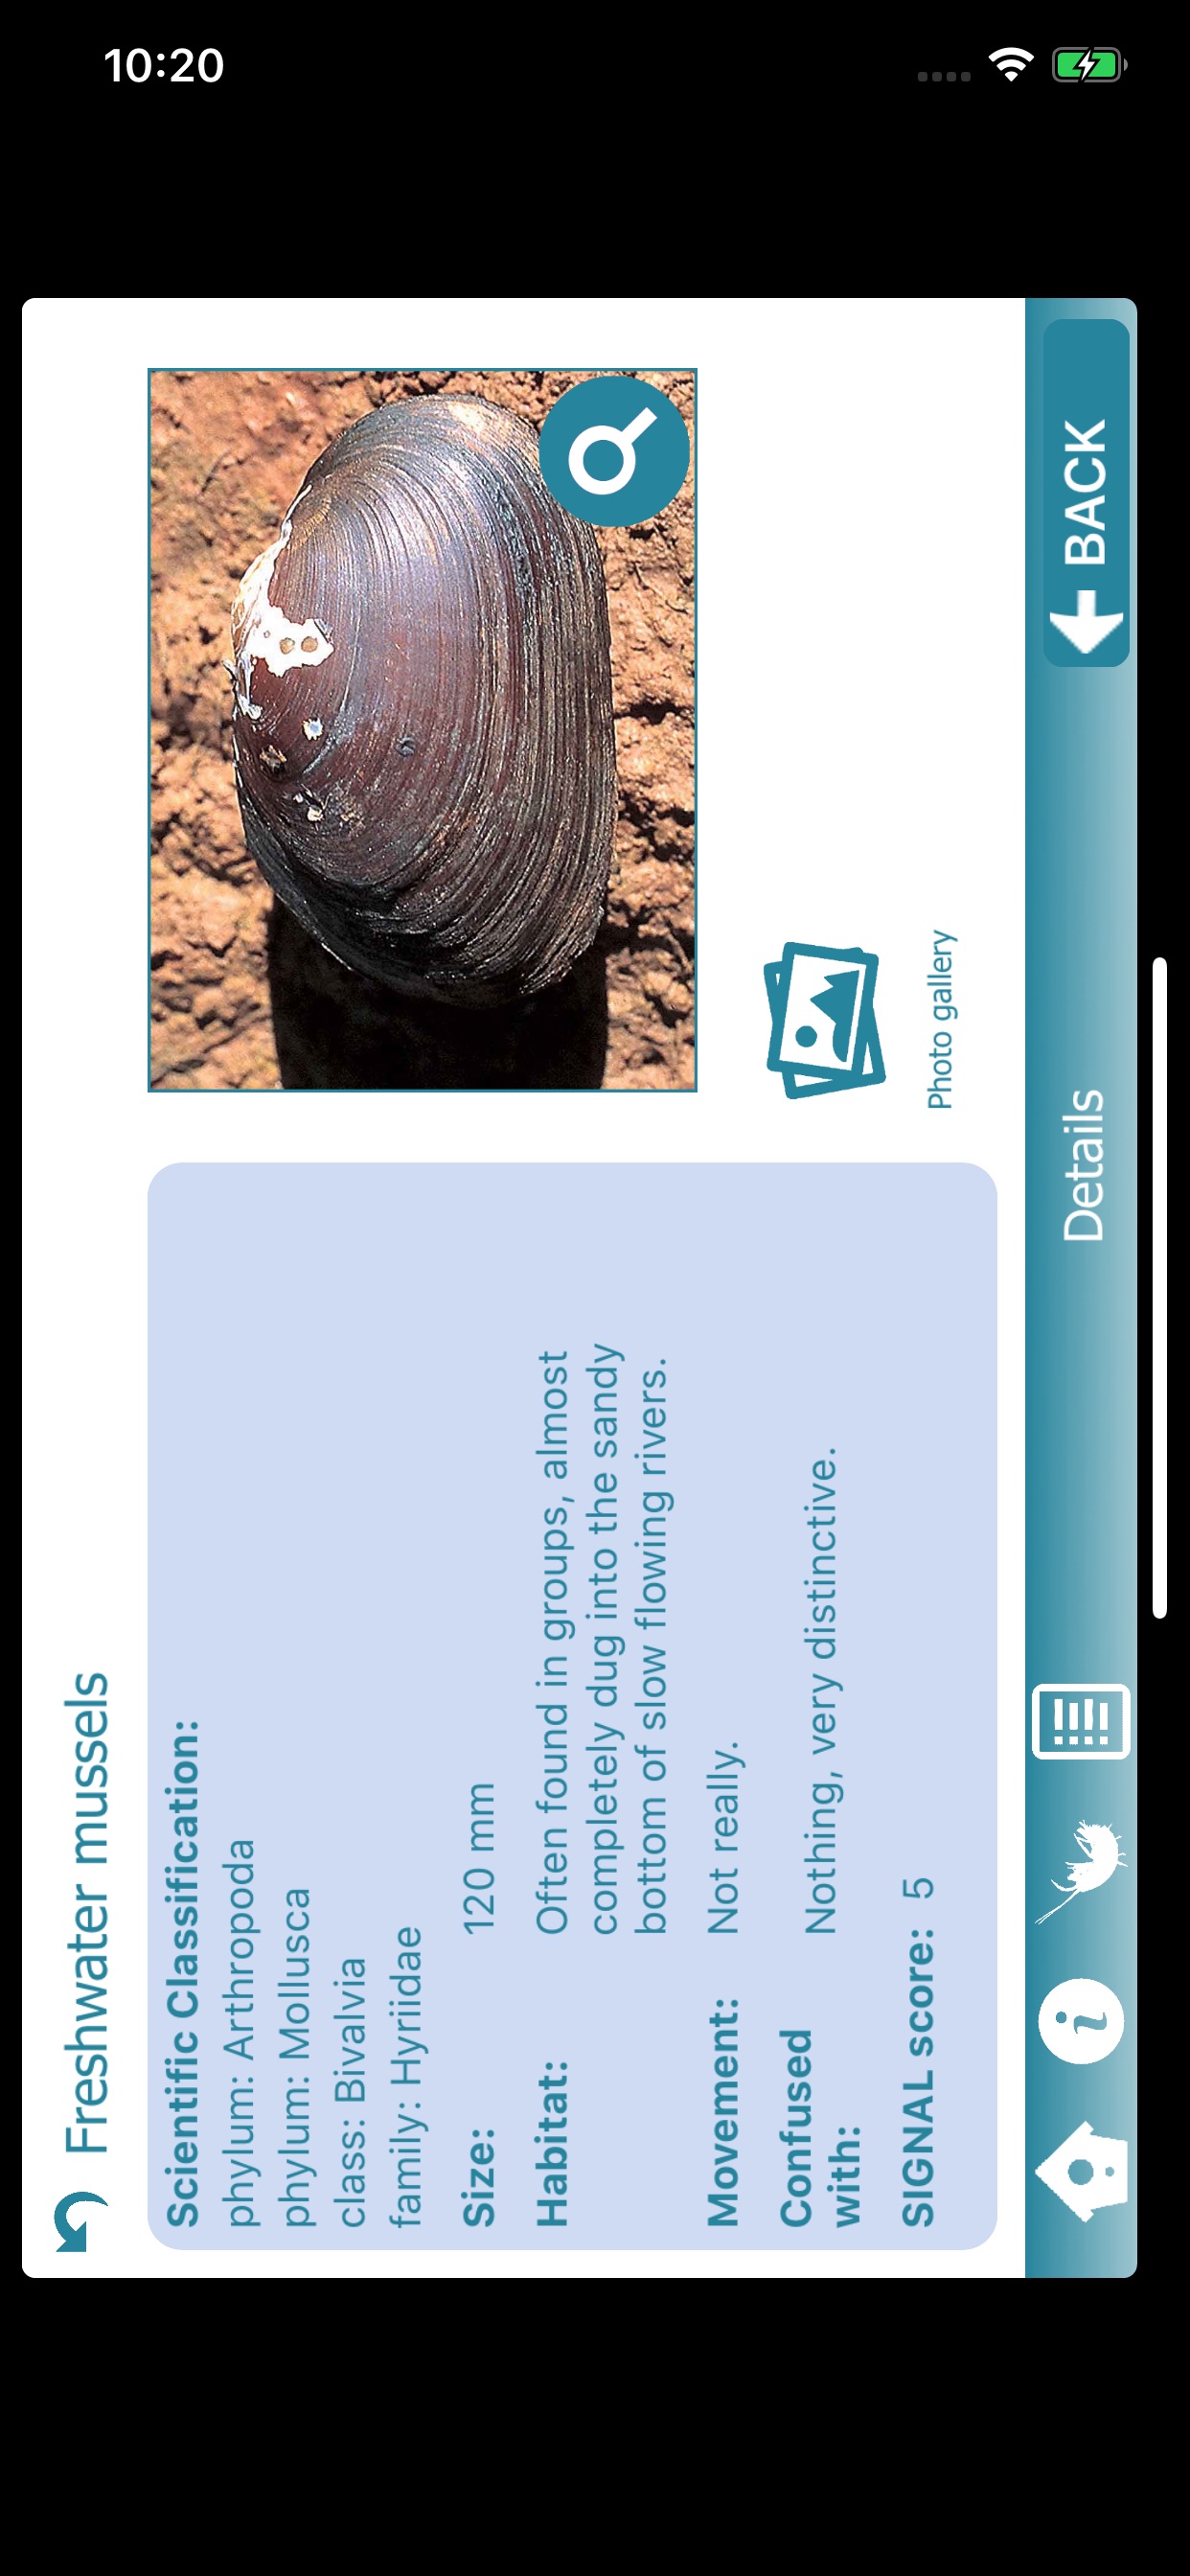 Freshwater mussels
Scientific Classification:
phylum: Arthropoda
phylum: Mollusca
class: Bivalvia
family: Hyriidae
Size: 120 mm
Habitat: Often found in groups, almost
completely dug into the sandy
bottom of slow flowing rivers.
Movement: Not really.
Confused
with:
Nothing, very distinctive.
SIGNAL score: 5
Photo gallery
Details
BACK
10:20